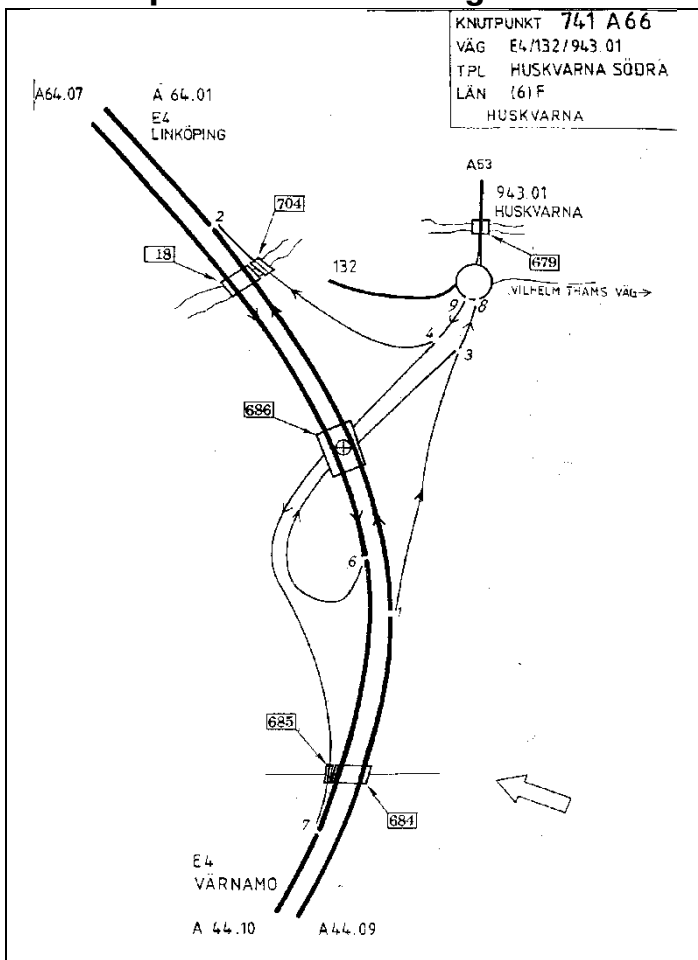 KNUTPUNKT 741 A66
VÄG E4/132/943.01
TPL HUSKVARNA SÖDRA
LÄN (6) F
HUSKVARNA
A64.07
A 64.01
E4
LINKÖPING
A53
943.01
HUSKVARNA
2
704
18
679
132
VILHELM THAMS VÄG→
9
8
4
3
686
6
1
685
7
684
E4
VÄRNAMO
A 44.10
A44.09